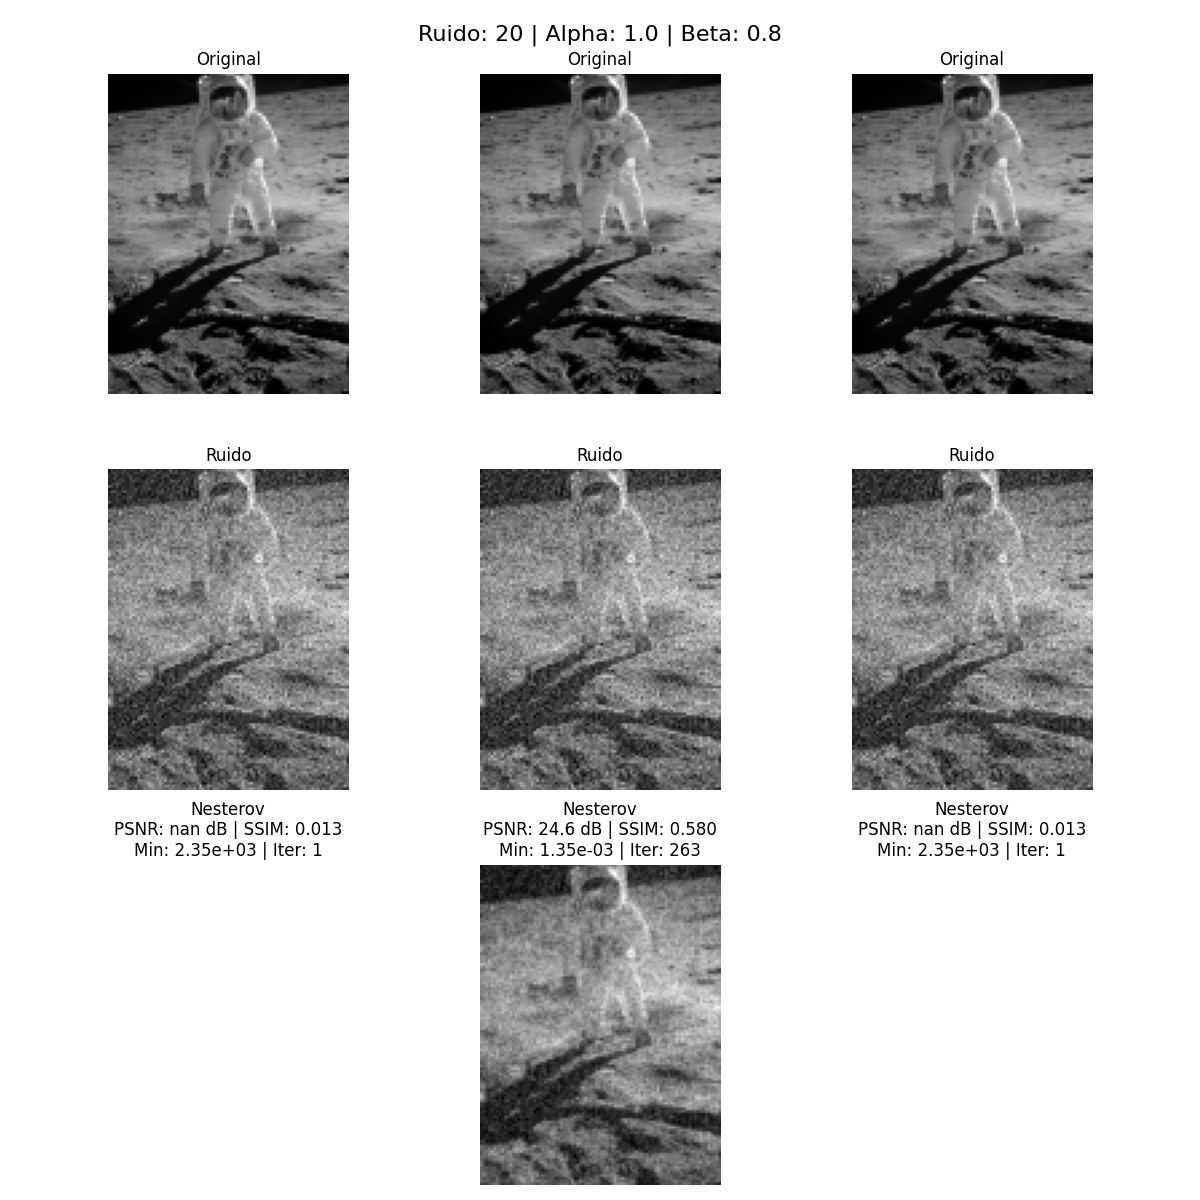 Ruido: 20 | Alpha: 1.0 | Beta: 0.8
Original
Original
Original
Ruido
Ruido
Ruido
Nesterov
PSNR: nan dB | SSIM: 0.013
Min: 2.35e+03 | Iter: 1
Nesterov
PSNR: 24.6 dB | SSIM: 0.580
Min: 1.35e-03 | Iter: 263
Nesterov
PSNR: nan dB | SSIM: 0.013
Min: 2.35e+03 | Iter: 1